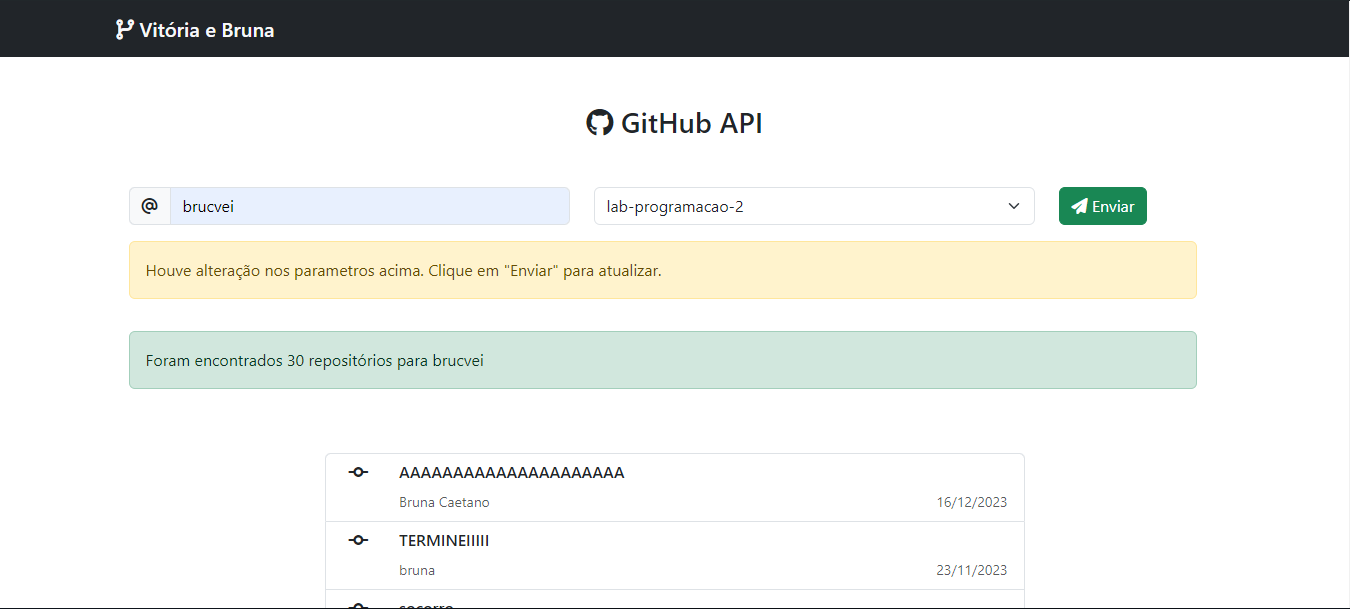 Vitória e Bruna
GitHub API
@ brucvei lab-programacao-2 Enviar
Houve alteração nos parametros acima. Clique em "Enviar" para atualizar.
Foram encontrados 30 repositórios para brucvei
AAAAAAAAAAAAAAAAAAAAA
Bruna Caetano 16/12/2023
TERMINEIIIII
bruna 23/11/2023